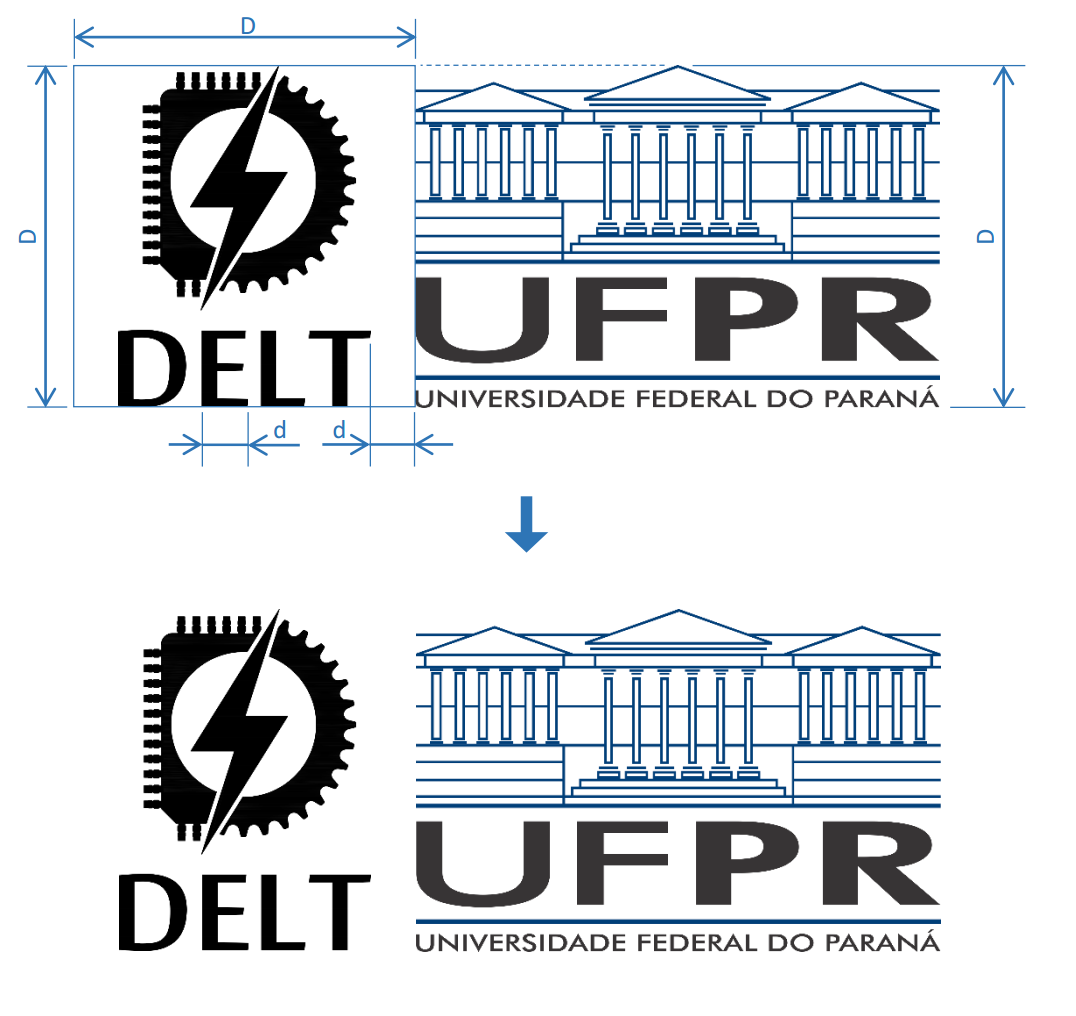 D
D
D
DELT
UFPR
UNIVERSIDADE FEDERAL DO PARANÁ
d
d
DELT
UFPR
UNIVERSIDADE FEDERAL DO PARANÁ